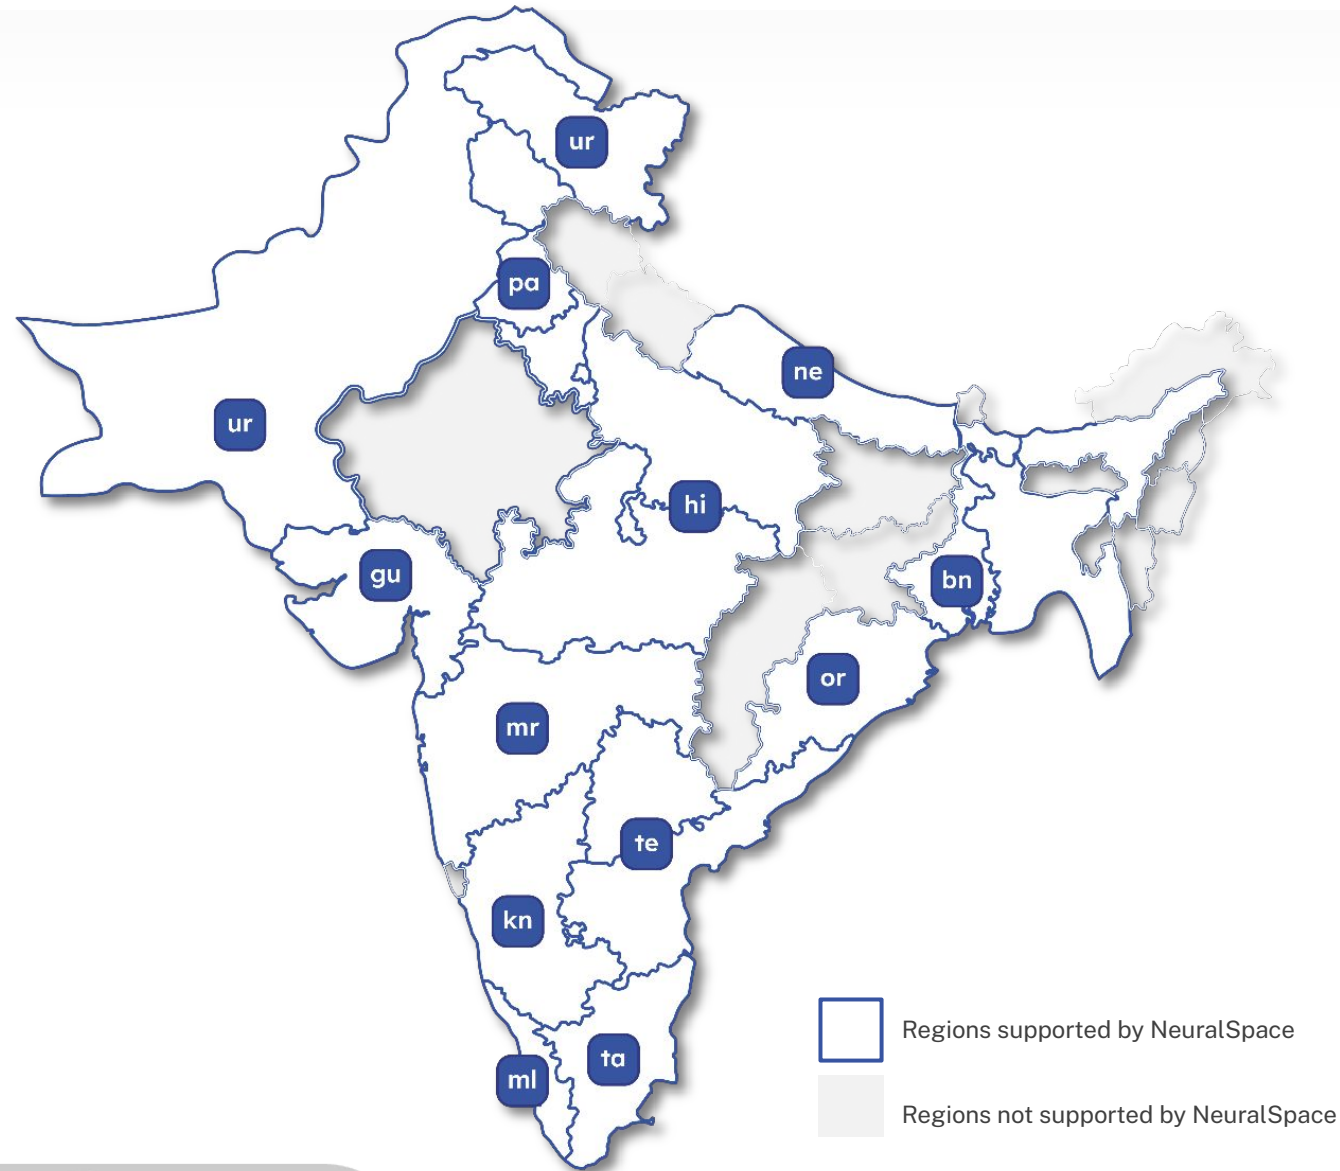 ur
pa
ne
ur
hi
gu
bn
or
mr
te
kn
ta
ml
Regions supported by NeuralSpace
Regions not supported by NeuralSpace